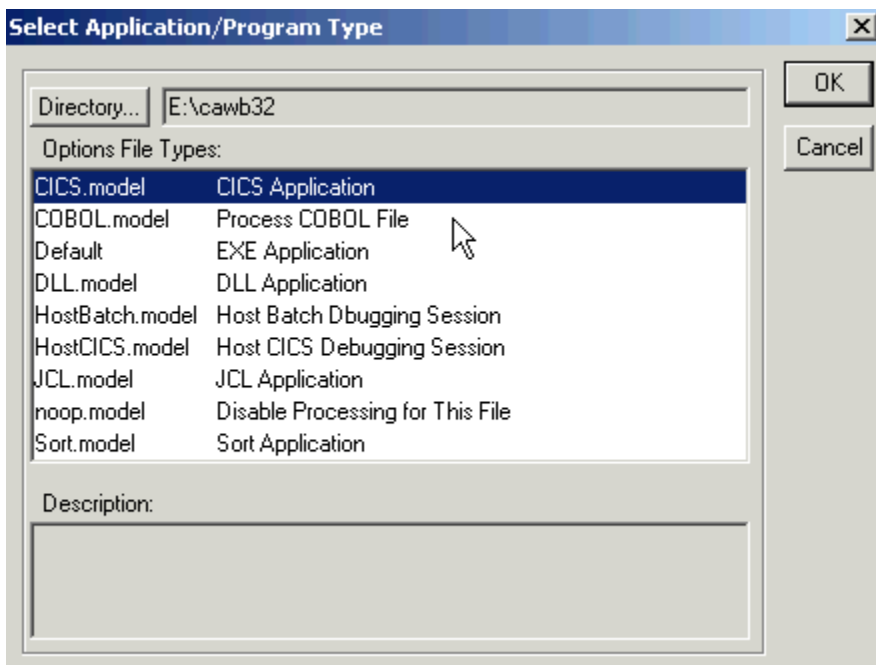 Select Application/Program Type
OK
Directory... E:\cawb32
Cancel
Options File Types:
CICS.model CICS Application
COBOL.model Process COBOL File
Default EXE Application
DLL.model DLL Application
HostBatch.model Host Batch Dbugging Session
HostCICS.model Host CICS Debugging Session
JCL.model JCL Application
noop.model Disable Processing for This File
Sort.model Sort Application
Description: